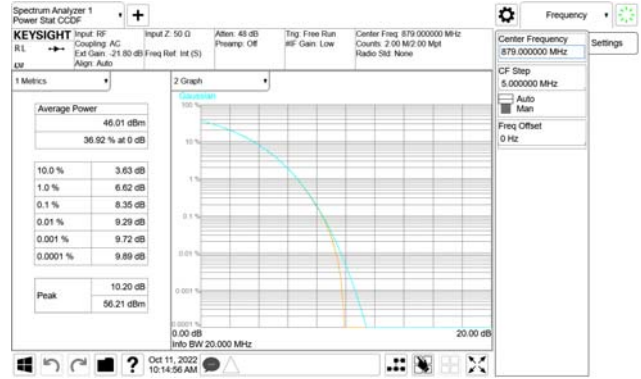 Spectrum Analyzer 1
Power Stat CCDF
Frequency
KEYSIGHT
RL
Input: RF
Coupling: AC
Ext Gain: -21.80 dB
Align: Auto
Input Z: 50 Ω
Freq Ref: Int (S)
Atten: 48 dB
Preamp: Off
Trig: Free Run
#IF Gain: Low
Center Freq: 879.000000 MHz
Counts: 2.00 M/2.00 Mpt
Radio Std: None
Center Frequency
879.000000 MHz
Settings
CF Step
5.000000 MHz
Auto
Man
Freq Offset
0 Hz
1 Metrics
Average Power
46.01 dBm
36.92 % at 0 dB
10.0 % 3.63 dB
1.0 % 6.62 dB
0.1 % 8.35 dB
0.01 % 9.29 dB
0.001 % 9.72 dB
0.0001 % 9.89 dB
Peak
10.20 dB
56.21 dBm
2 Graph
Gaussian
100 %
10 %
1 %
0.1 %
0.01 %
0.001 %
0.0001 %
0.00 dB
20.00 dB
Info BW 20.000 MHz
?
Oct 11, 2022
10:14:56 AM